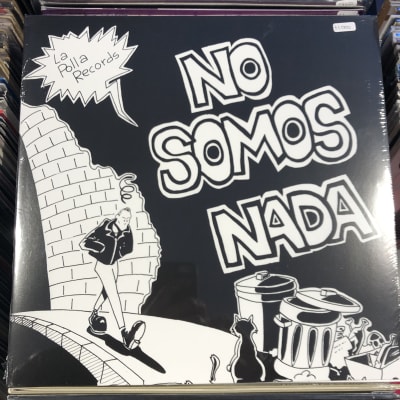 La
Polla
Records
NO
SOMOS
NADA